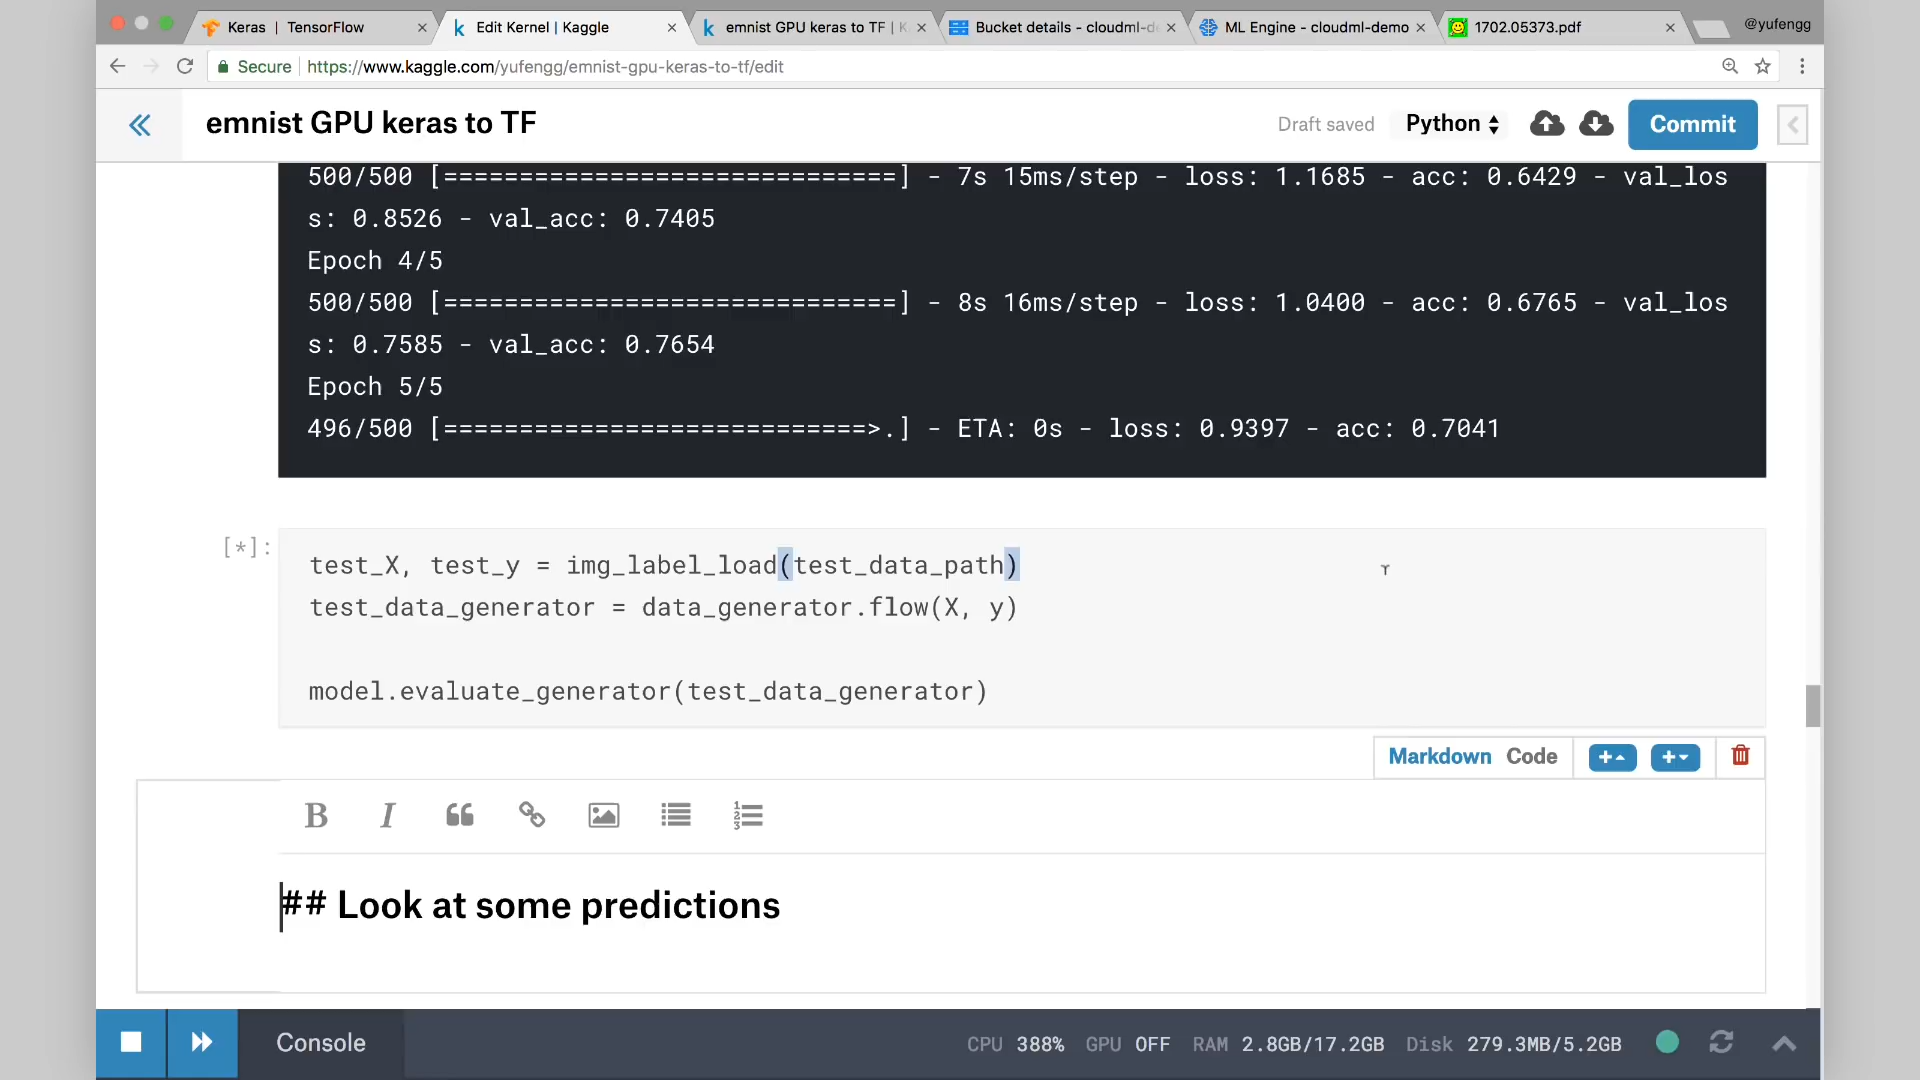 Keras | TensorFlow
Edit Kernel | Kaggle
emnist GPU keras to TF | K
Bucket details - cloudml-de
ML Engine - cloudml-demo
1702.05373.pdf
@yufengg
Secure
https://www.kaggle.com/yufengg/emnist-gpu-keras-to-tf/edit
emnist GPU keras to TF
Draft saved
Python
Commit
500/500 [==============================] - 7s 15ms/step - loss: 1.1685 - acc: 0.6429 - val_los
s: 0.8526 - val_acc: 0.7405
Epoch 4/5
500/500 [==============================] - 8s 16ms/step - loss: 1.0400 - acc: 0.6765 - val_los
s: 0.7585 - val_acc: 0.7654
Epoch 5/5
496/500 [============================>.] - ETA: 0s - loss: 0.9397 - acc: 0.7041
[*]:
test_X, test_y = img_label_load(test_data_path)
test_data_generator = data_generator.flow(X, y)
model.evaluate_generator(test_data_generator)
Markdown Code
B I
## Look at some predictions
Console
CPU 388% GPU OFF RAM 2.8GB/17.2GB Disk 279.3MB/5.2GB